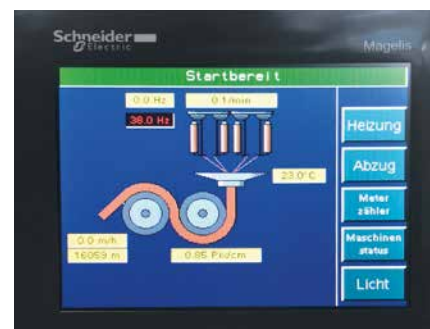 Schneider
Electric
Magelis
Startbereit
0.0 Hz
0.1/min
38.0 Hz
Heizung
Abzug
23.0°C
Meter
zähler
Maschinen
status
0.0 m/h
16059 m
0.85 Pxl/cm
Licht